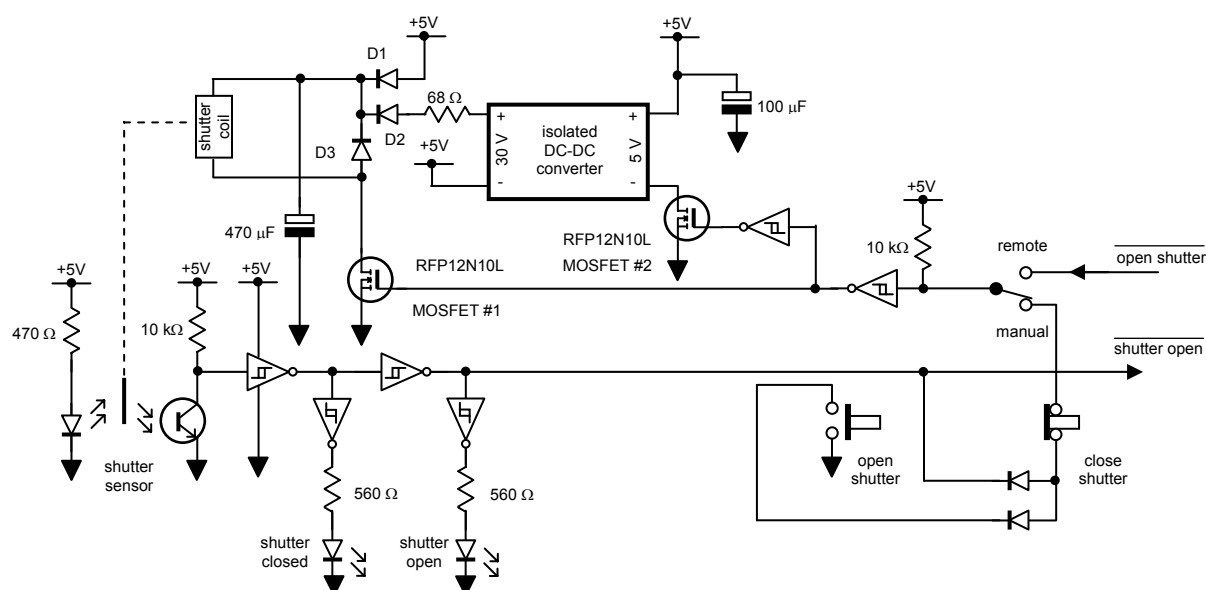 +5V
+5V
D1
+5V
68 Ω
shutter
coil
D2
+
30 V
-
isolated
DC-DC
converter
+
5 V
-
100 µF
+5V
D3
+5V
470 µF
RFP12N10L
MOSFET #2
10 kΩ
remote
open shutter
RFP12N10L
MOSFET #1
manual
+5V
+5V
+5V
470 Ω
10 kΩ
shutter open
shutter
sensor
open
shutter
close
shutter
560 Ω
560 Ω
shutter
closed
shutter
open